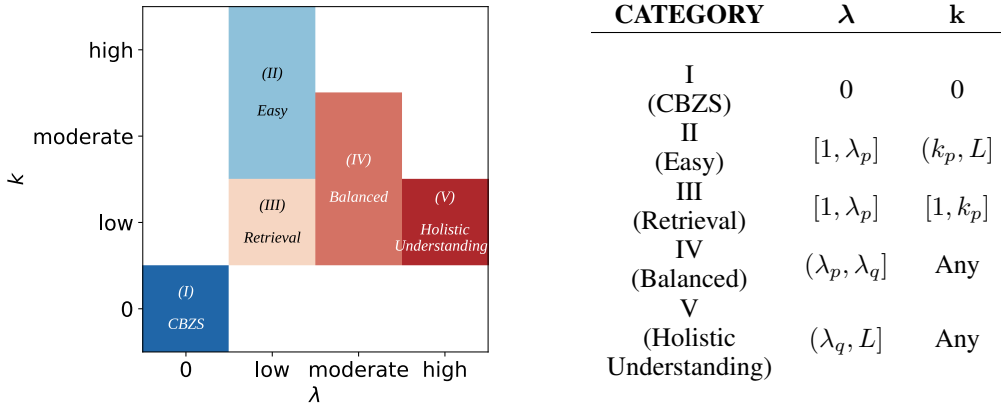 high
moderate
low
0
k
(II)
Easy
(IV)
Balanced
(III)
Retrieval
(V)
Holistic
Understanding
(I)
CBZS
0 low moderate high
λ
CATEGORY λ k
I
(CBZS) 0 0
II
(Easy) [1, λ_p] (k_p, L]
III
(Retrieval) [1, λ_p] [1, k_p]
IV
(Balanced) (λ_p, λ_q] Any
V
(Holistic (λ_q, L] Any
Understanding)